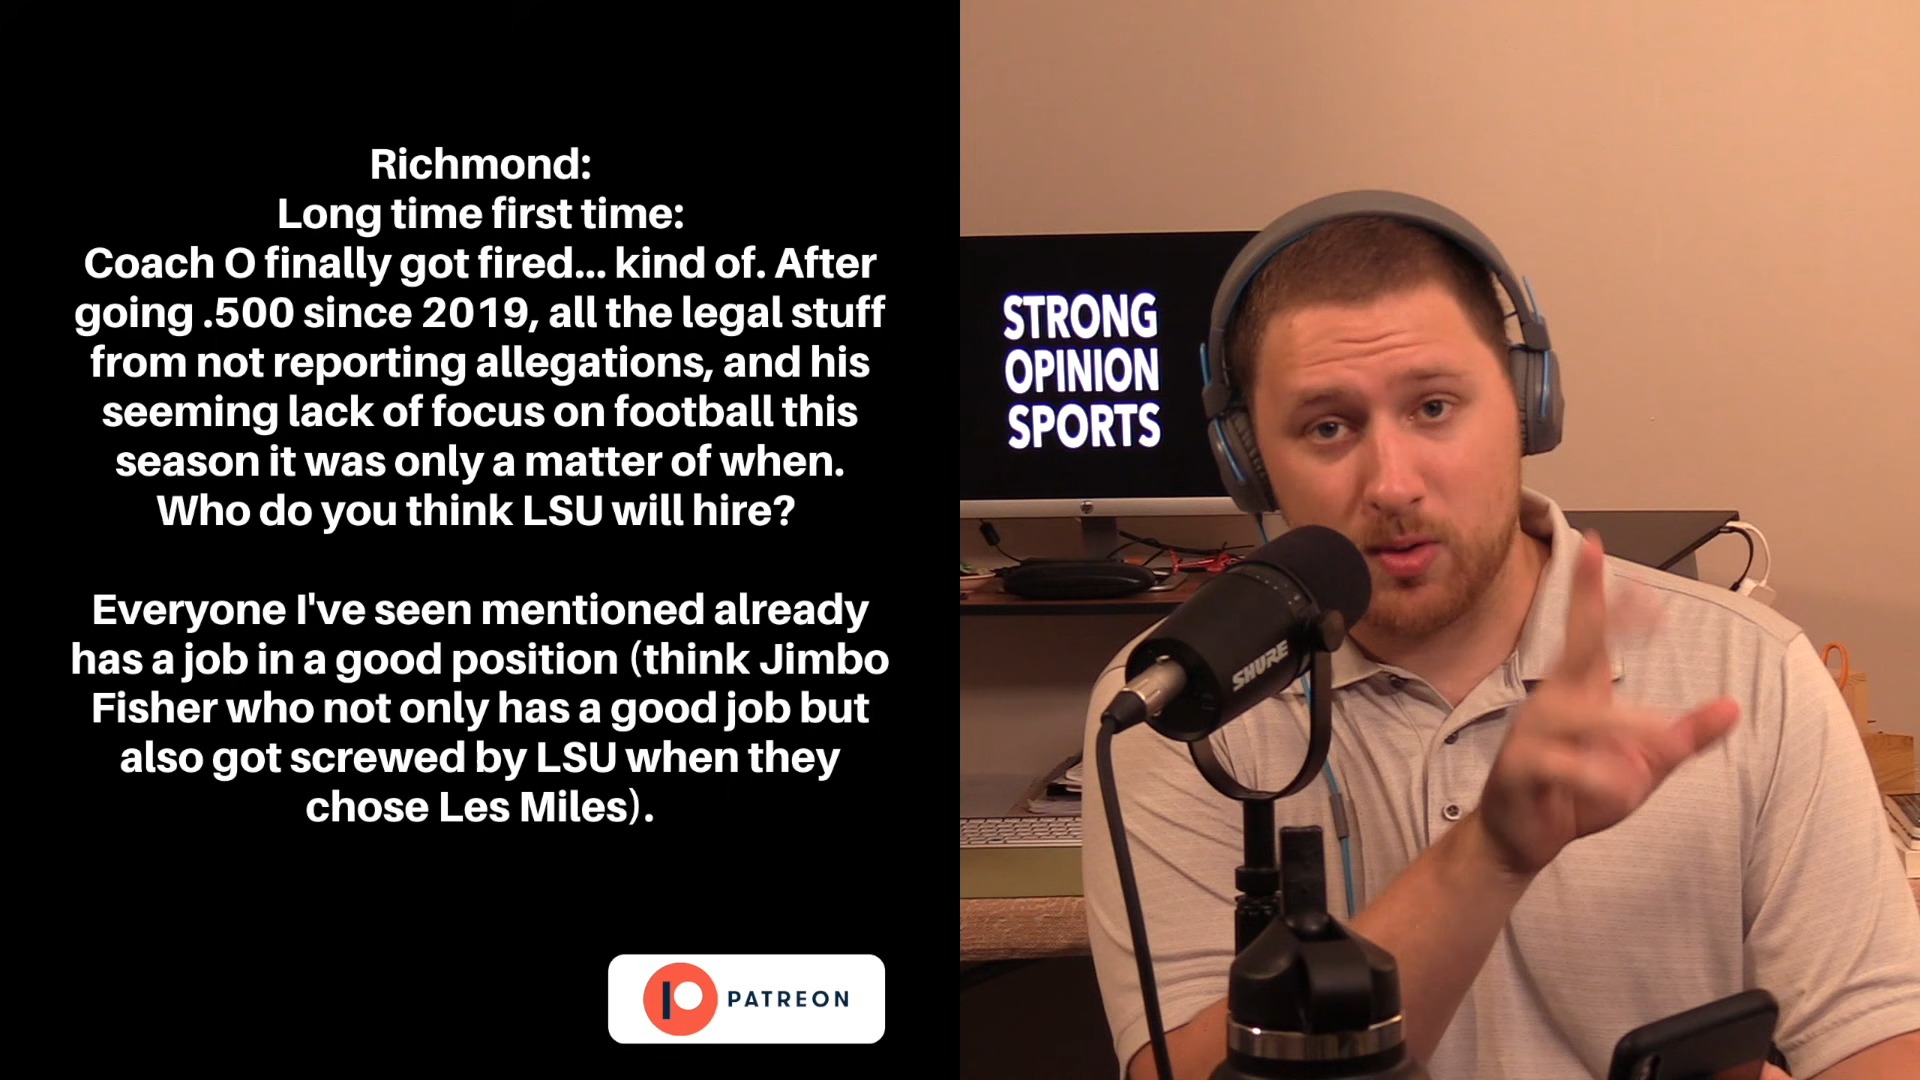 Richmond:
Long time first time:
Coach O finally got fired... kind of. After
going .500 since 2019, all the legal stuff
from not reporting allegations, and his
seeming lack of focus on football this
season it was only a matter of when.
Who do you think LSU will hire?
Everyone I've seen mentioned already
has a job in a good position (think Jimbo
Fisher who not only has a good job but
also got screwed by LSU when they
chose Les Miles).
PATREON
STRONG
OPINION
SPORTS
SHURE